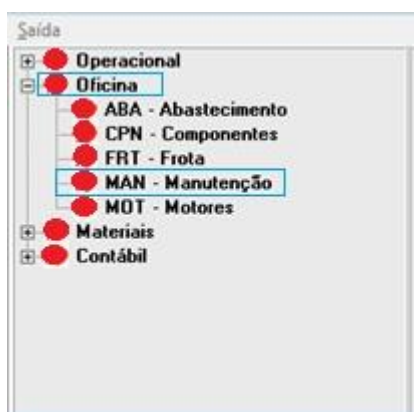 Saída
Operacional
Oficina
ABA - Abastecimento
CPN - Componentes
FRT - Frota
MAN - Manutenção
MOT - Motores
Materiais
Contábil